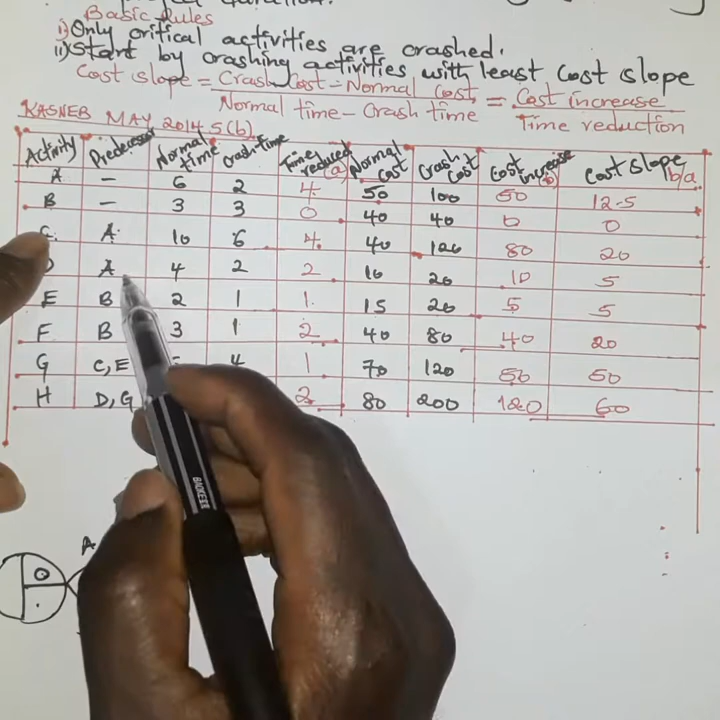 Basic Rules
i) Only critical activities are crashed.
ii) Start by crashing activities with least cost slope
Cost slope = Crash Cost - Normal cost / Normal time - Crash time = Cost increase / Time reduction
KASNEB MAY 2014 5(b)
Activity Predecessor Normal time Crash time Time reduced (a) Normal cost Crash Cost Cost increase (b) Cost slope b/a
A - 6 2 4 50 100 50 12.5
B - 3 3 0 40 40 0 0
C. A 10 6 4 40 120 80 20
A 4 2 2 10 20 10 5
E B 2 1 1 15 20 5 5
F B 3 1 2 40 80 40 20
G C, E 4 1 70 120 50 50
H D, G 2 80 200 120 60
A
0
BAOKE